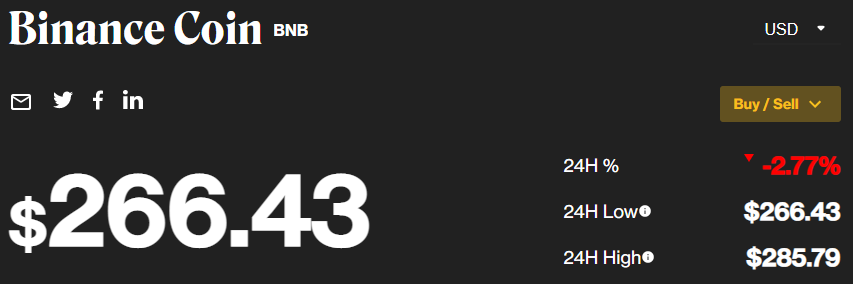 Binance Coin BNB
USD
Buy / Sell
$266.43
24H % -2.77%
24H Low $266.43
24H High $285.79